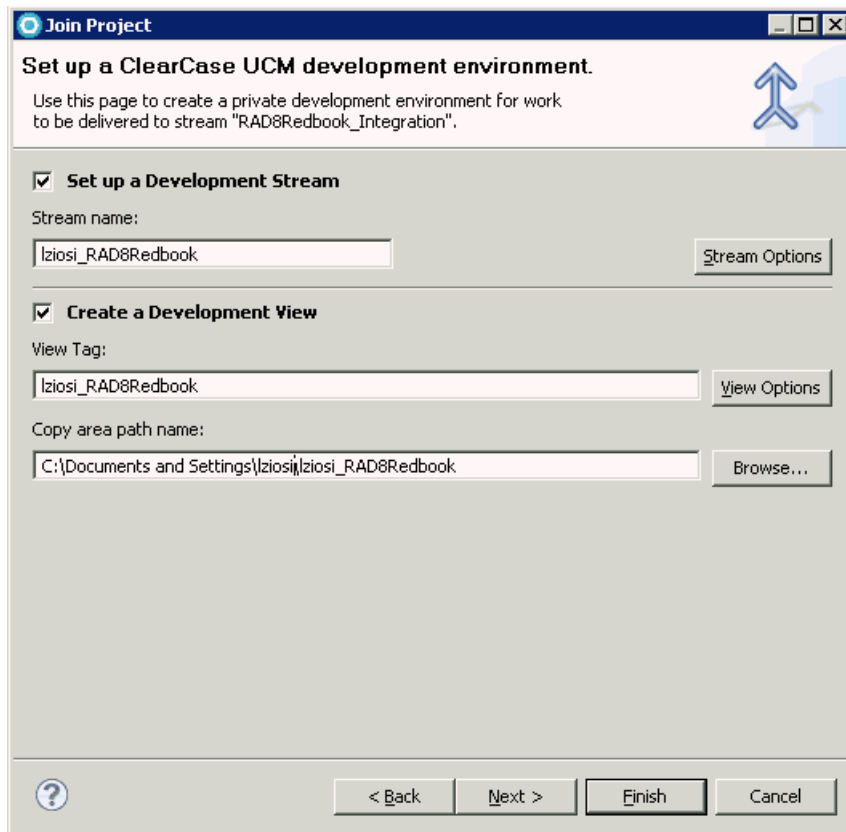 Join Project
Set up a ClearCase UCM development environment.
Use this page to create a private development environment for work
to be delivered to stream "RAD8Redbook_Integration".
Set up a Development Stream
Stream name:
lziosi_RAD8Redbook
Stream Options
Create a Development View
View Tag:
lziosi_RAD8Redbook
View Options
Copy area path name:
C:\Documents and Settings\lziosi\lziosi_RAD8Redbook
Browse...
?
< Back
Next >
Finish
Cancel